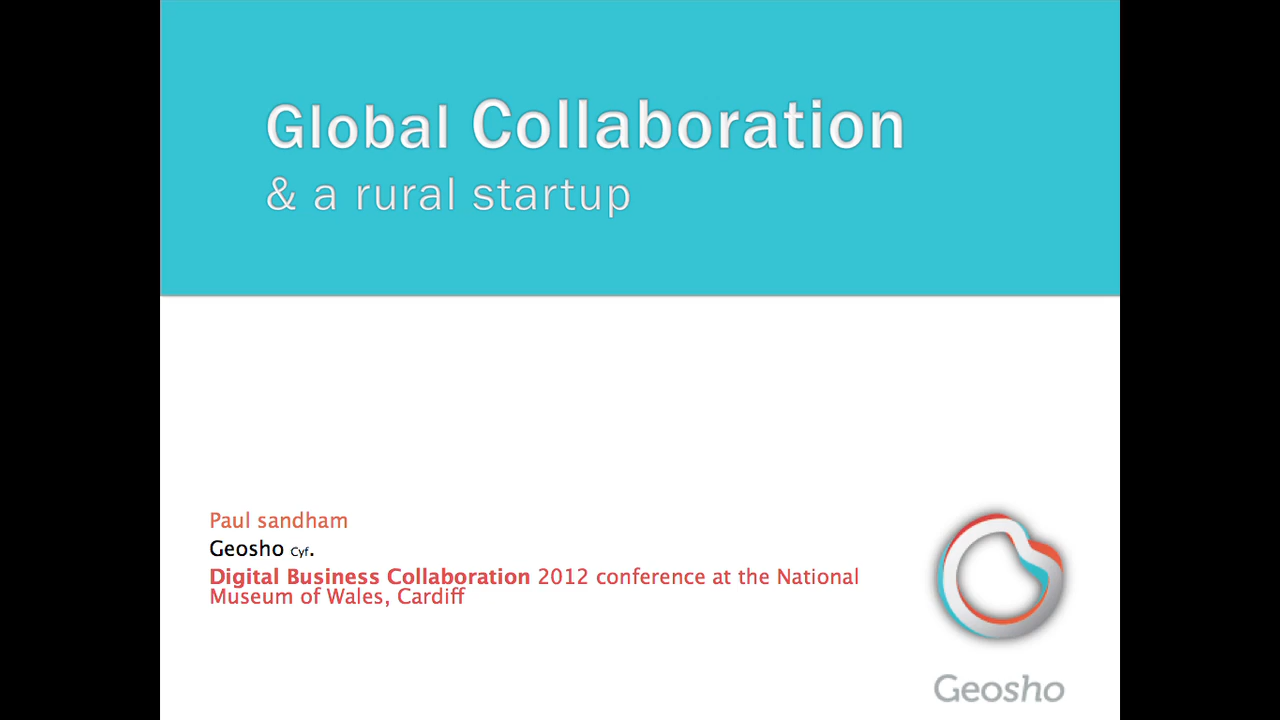 Global Collaboration
& a rural startup
Paul sandham
Geosho Cyf.
Digital Business Collaboration 2012 conference at the National
Museum of Wales, Cardiff
Geosho